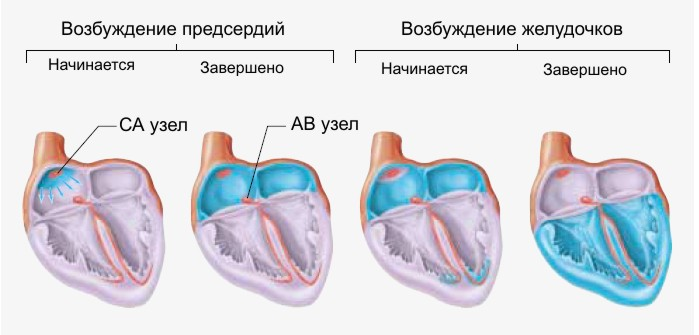 Возбуждение предсердий
Возбуждение желудочков
Начинается
Завершено
Начинается
Завершено
СА узел
АВ узел